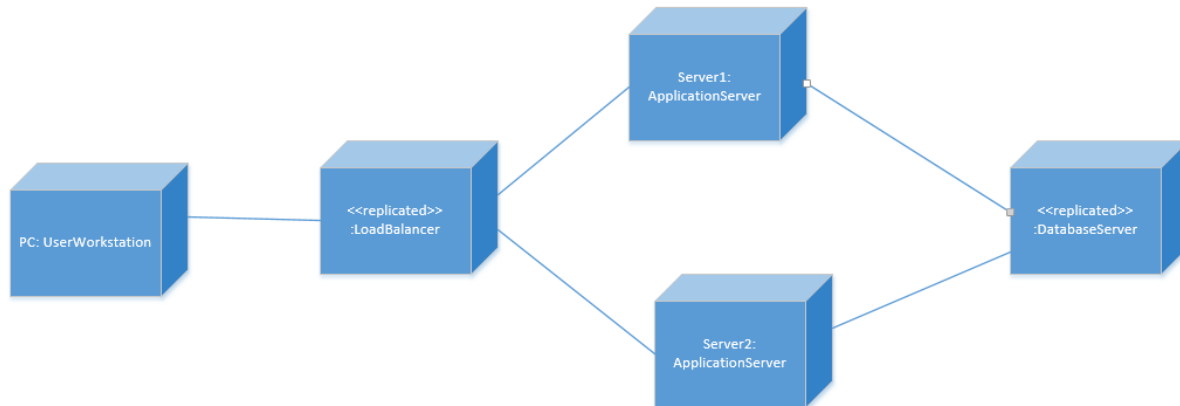 PC: UserWorkstation
<<replicated>>
:LoadBalancer
Server1:
ApplicationServer
Server2:
ApplicationServer
<<replicated>>
:DatabaseServer